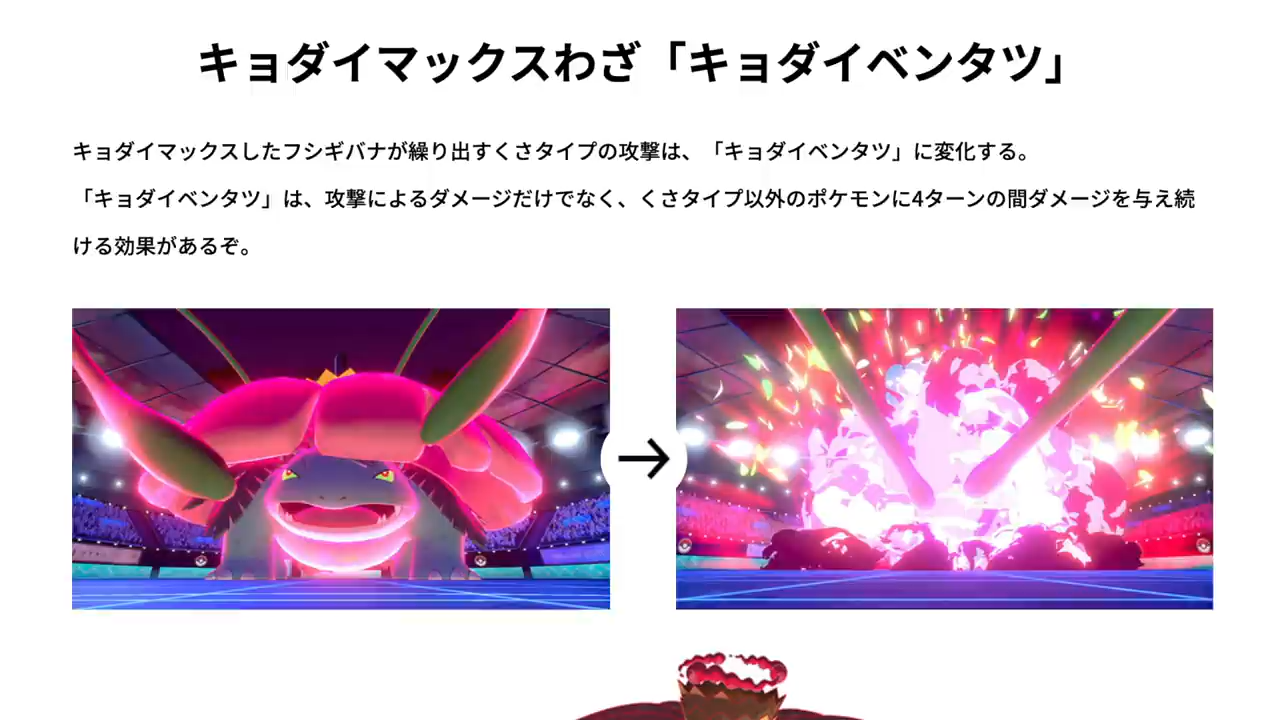 キョダイマックスわざ「キョダイベンタツ」
キョダイマックスしたフシギバナが繰り出すくさタイプの攻撃は、「キョダイベンタツ」に変化する。
「キョダイベンタツ」は、攻撃によるダメージだけでなく、くさタイプ以外のポケモンに4ターンの間ダメージを与え続
ける効果があるぞ。